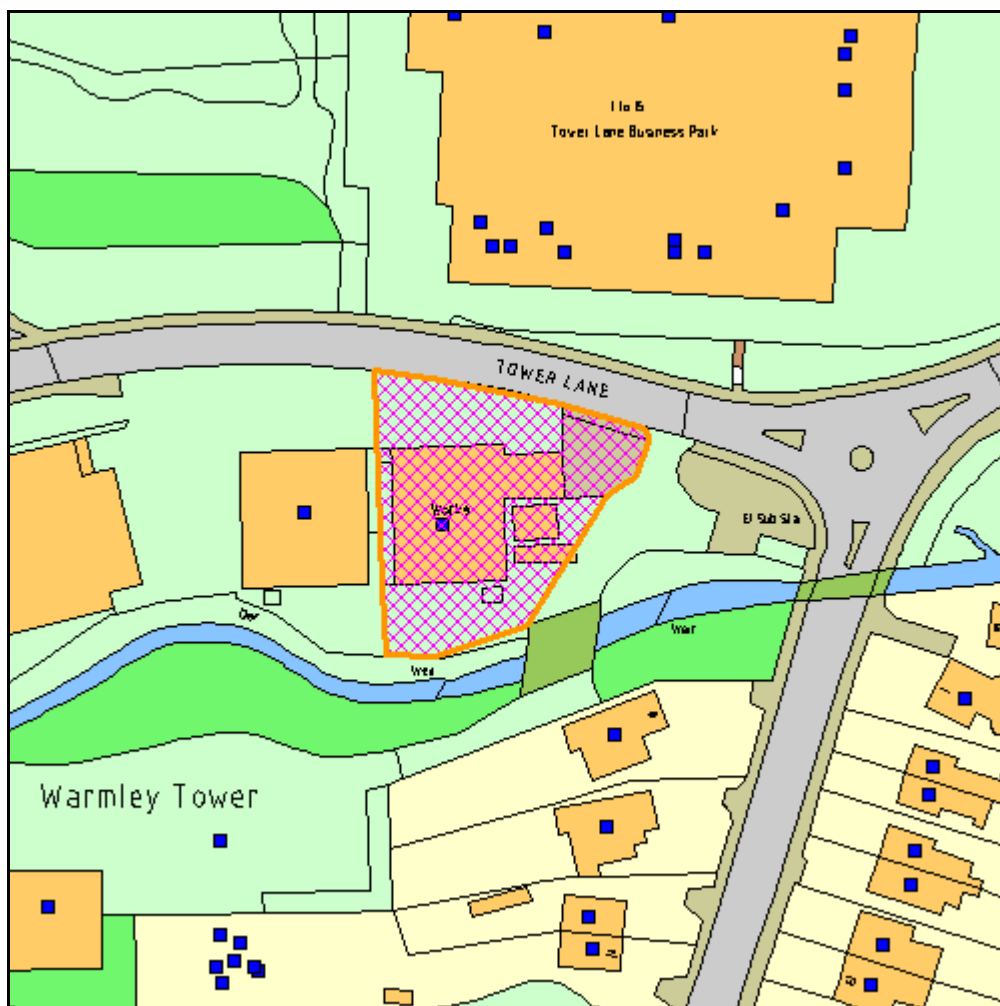 1 to 6
Tower Lane Business Park
TOWER LANE
Works
El Sub Sta
Weir
Weir
Warmley Tower